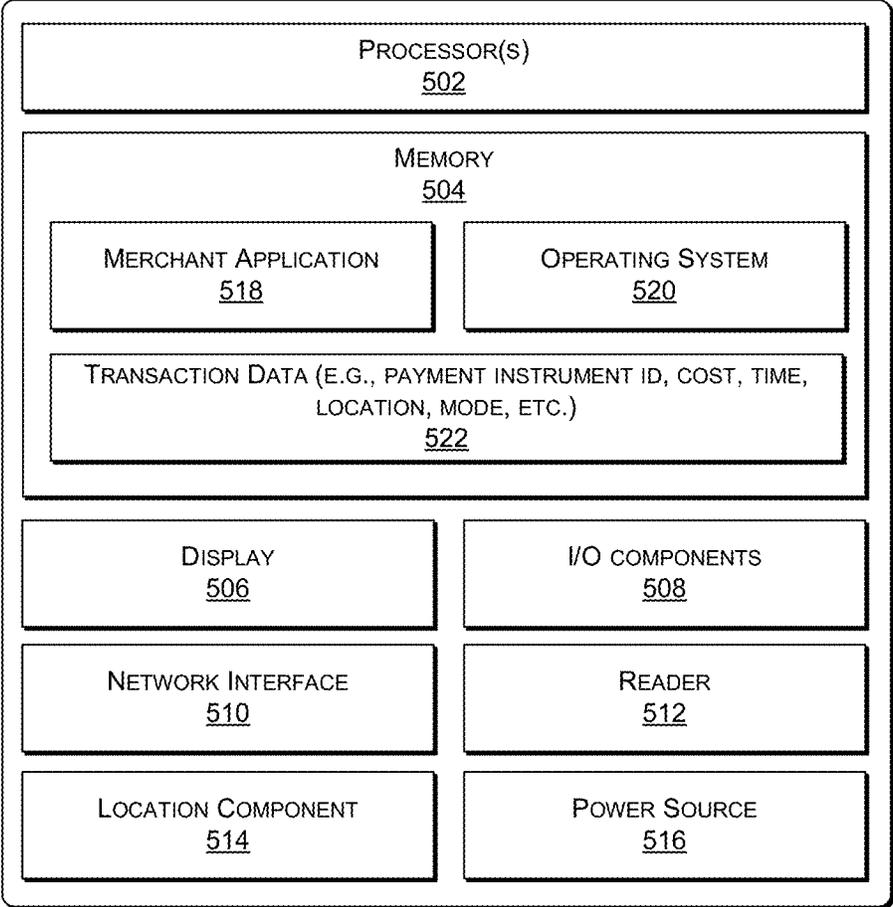 PROCESSOR(S)
502
MEMORY
504
MERCHANT APPLICATION
518
OPERATING SYSTEM
520
TRANSACTION DATA (E.G., PAYMENT INSTRUMENT ID, COST, TIME,
LOCATION, MODE, ETC.)
522
DISPLAY
506
I/O COMPONENTS
508
NETWORK INTERFACE
510
READER
512
LOCATION COMPONENT
514
POWER SOURCE
516